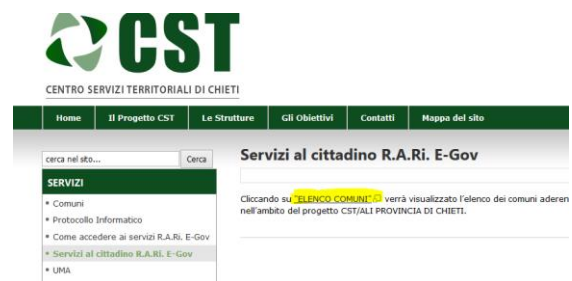 CST
CENTRO SERVIZI TERRITORIALI DI CHIETI
Home Il Progetto CST Le Strutture Gli Obiettivi Contatti Mappa del sito
cerca nel sito... Cerca
SERVIZI
Comuni
Protocollo Informatico
Come accedere ai servizi R.A.Ri. E-Gov
Servizi al cittadino R.A.Ri. E-Gov
UMA
Servizi al cittadino R.A.Ri. E-Gov
Cliccando su "ELENCO COMUNI" verrà visualizzato l'elenco dei comuni aderen
nell'ambito del progetto CST/ALI PROVINCIA DI CHIETI.